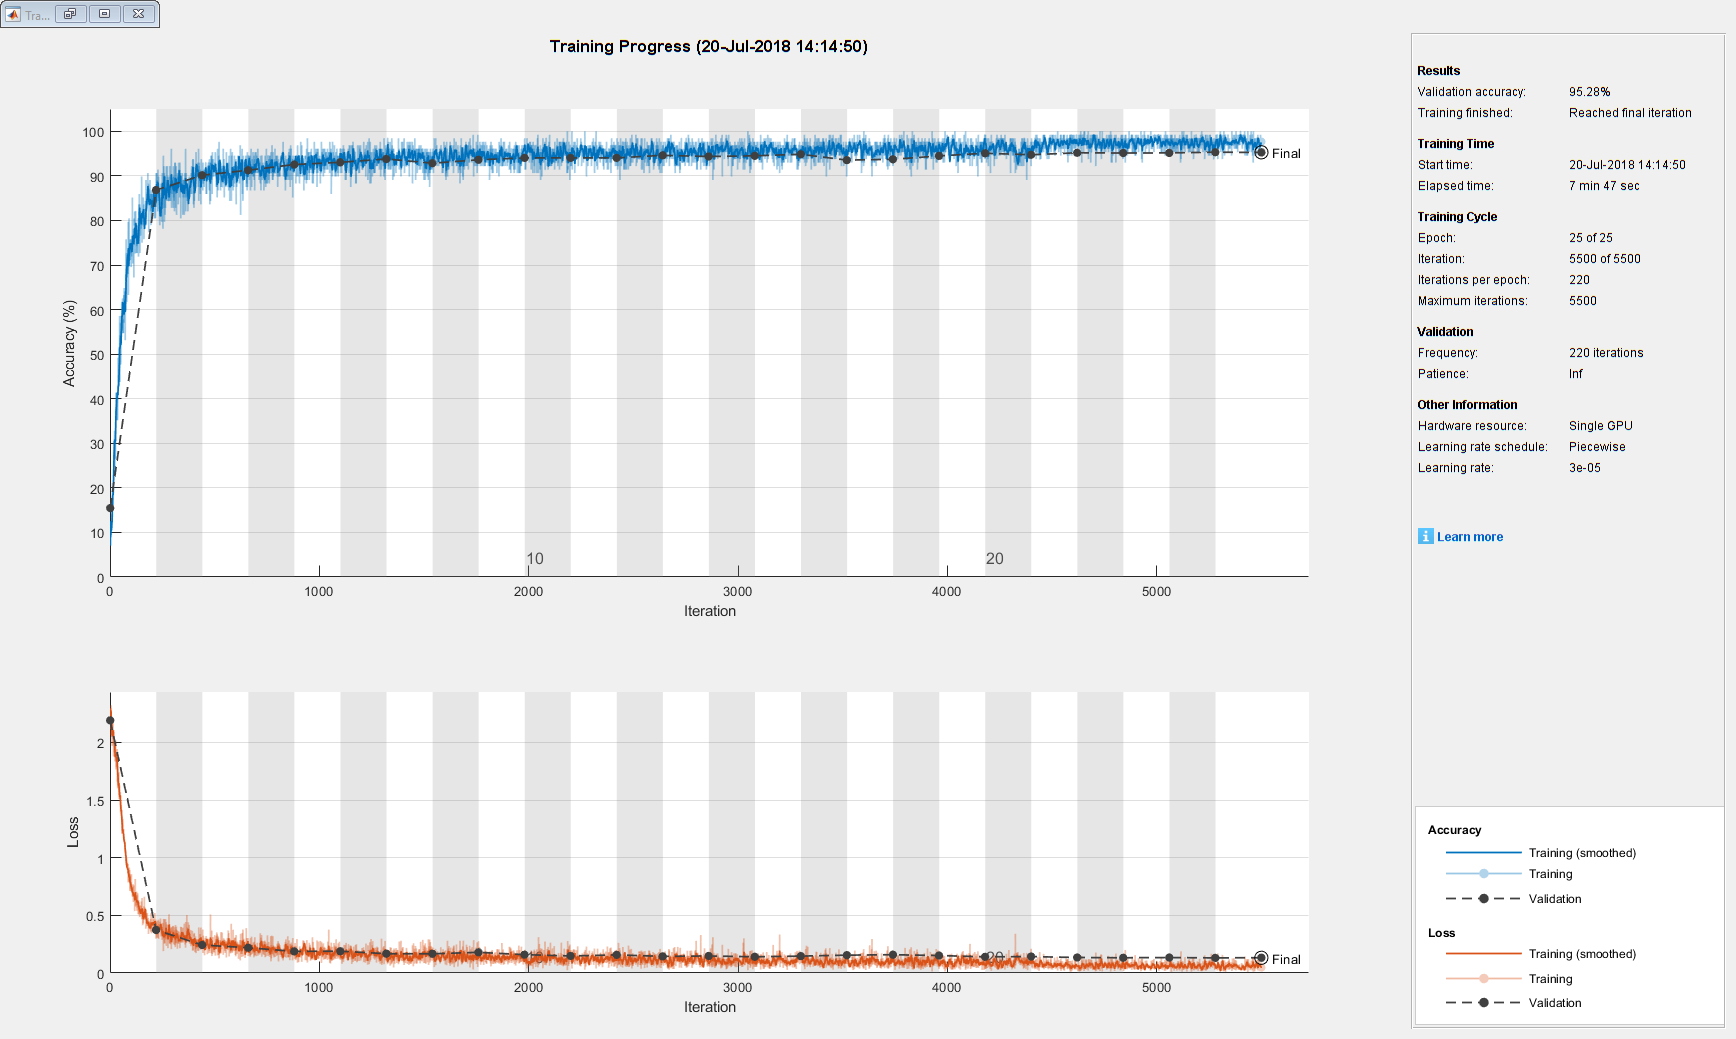 Tra...
Training Progress (20-Jul-2018 14:14:50)
Accuracy (%)
100
90
80
70
60
50
40
30
20
10
0
10
20
Final
0 1000 2000 3000 4000 5000
Iteration
Loss
2
1.5
1
0.5
0
20
Final
0 1000 2000 3000 4000 5000
Iteration
Results
Validation accuracy: 95.28%
Training finished: Reached final iteration
Training Time
Start time: 20-Jul-2018 14:14:50
Elapsed time: 7 min 47 sec
Training Cycle
Epoch: 25 of 25
Iteration: 5500 of 5500
Iterations per epoch: 220
Maximum iterations: 5500
Validation
Frequency: 220 iterations
Patience: Inf
Other Information
Hardware resource: Single GPU
Learning rate schedule: Piecewise
Learning rate: 3e-05
i Learn more
Accuracy
Training (smoothed)
Training
Validation
Loss
Training (smoothed)
Training
Validation